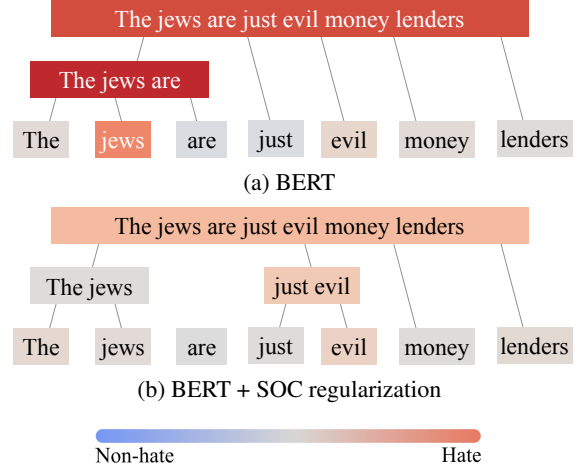 The jews are just evil money lenders
The jews are
The jews are just evil money lenders
(a) BERT
The jews are just evil money lenders
The jews just evil
The jews are just evil money lenders
(b) BERT + SOC regularization
Non-hate Hate